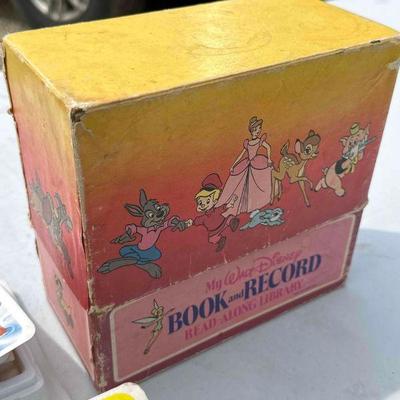 My Walt Disney
BOOK and RECORD
READ-ALONG LIBRARY